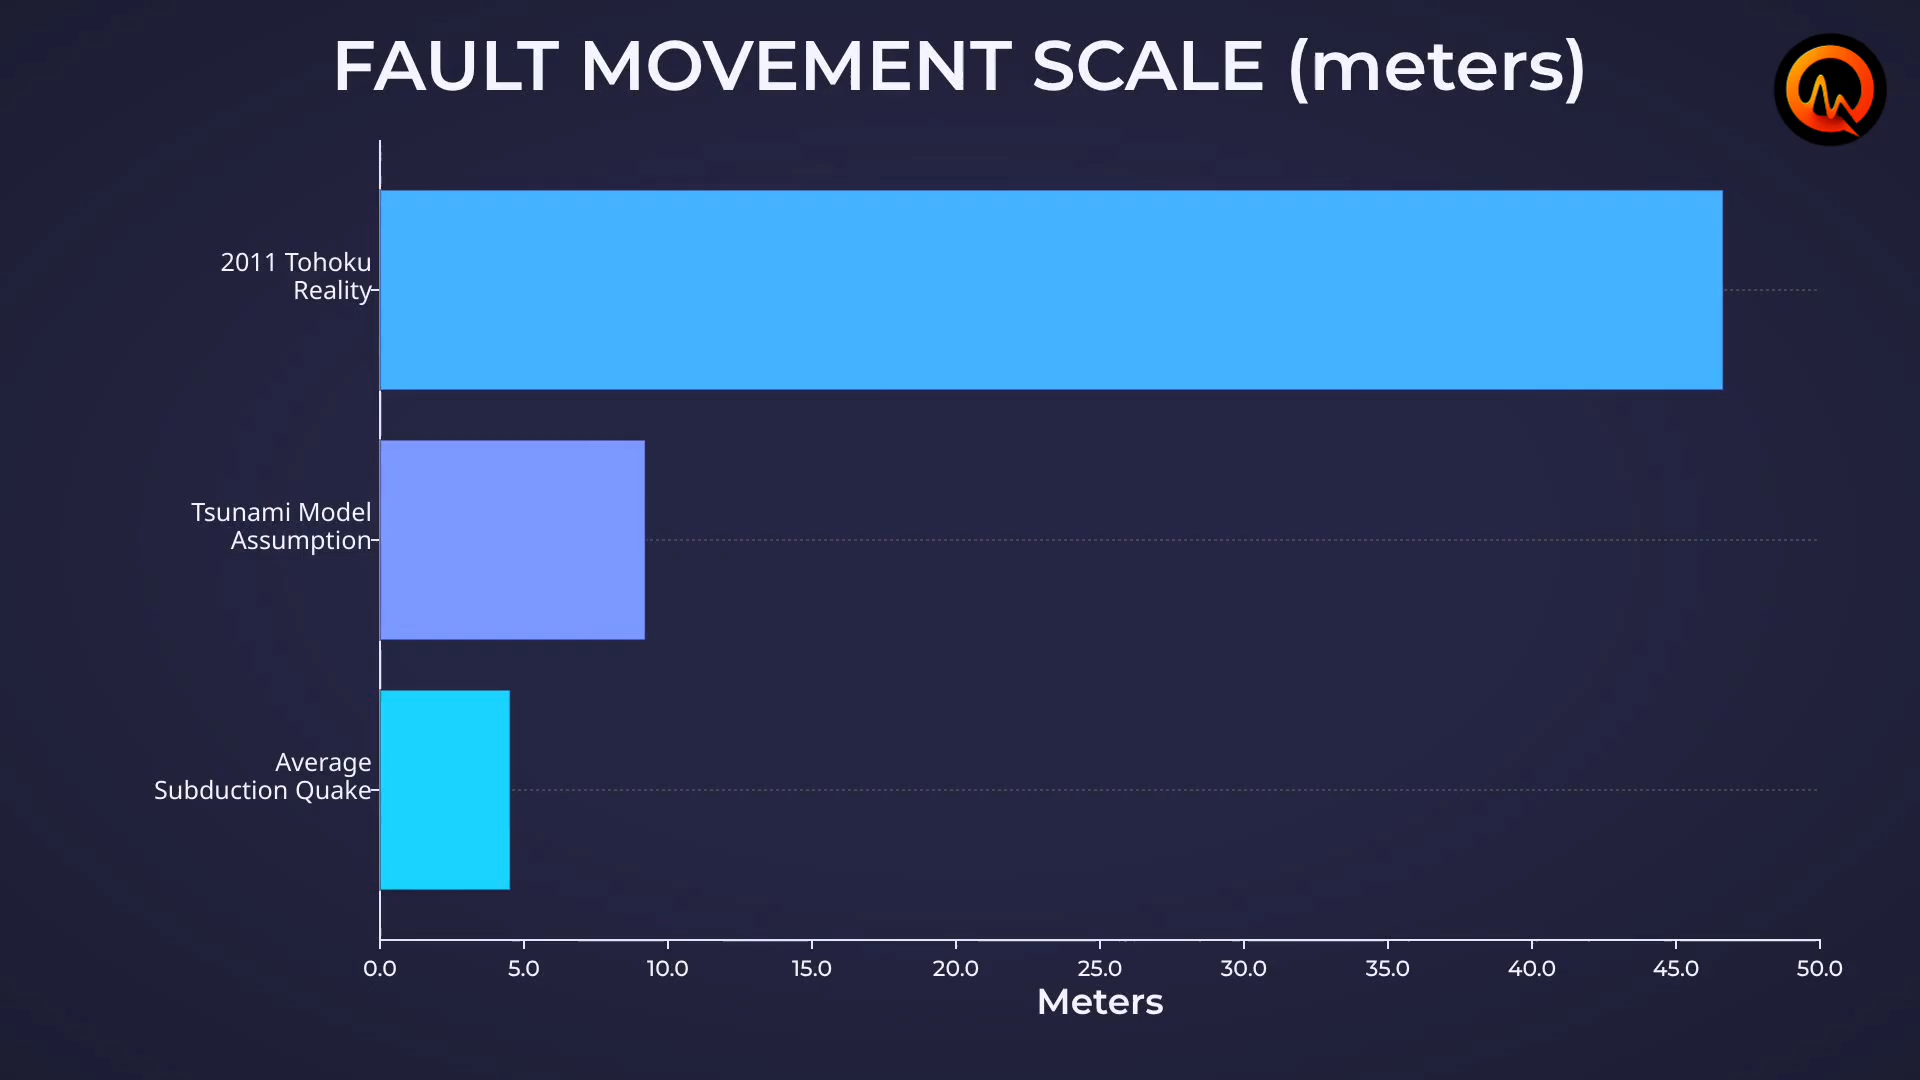 FAULT MOVEMENT SCALE (meters)
2011 Tohoku
Reality
Tsunami Model
Assumption
Average
Subduction Quake
0.0 5.0 10.0 15.0 20.0 25.0 30.0 35.0 40.0 45.0 50.0
Meters